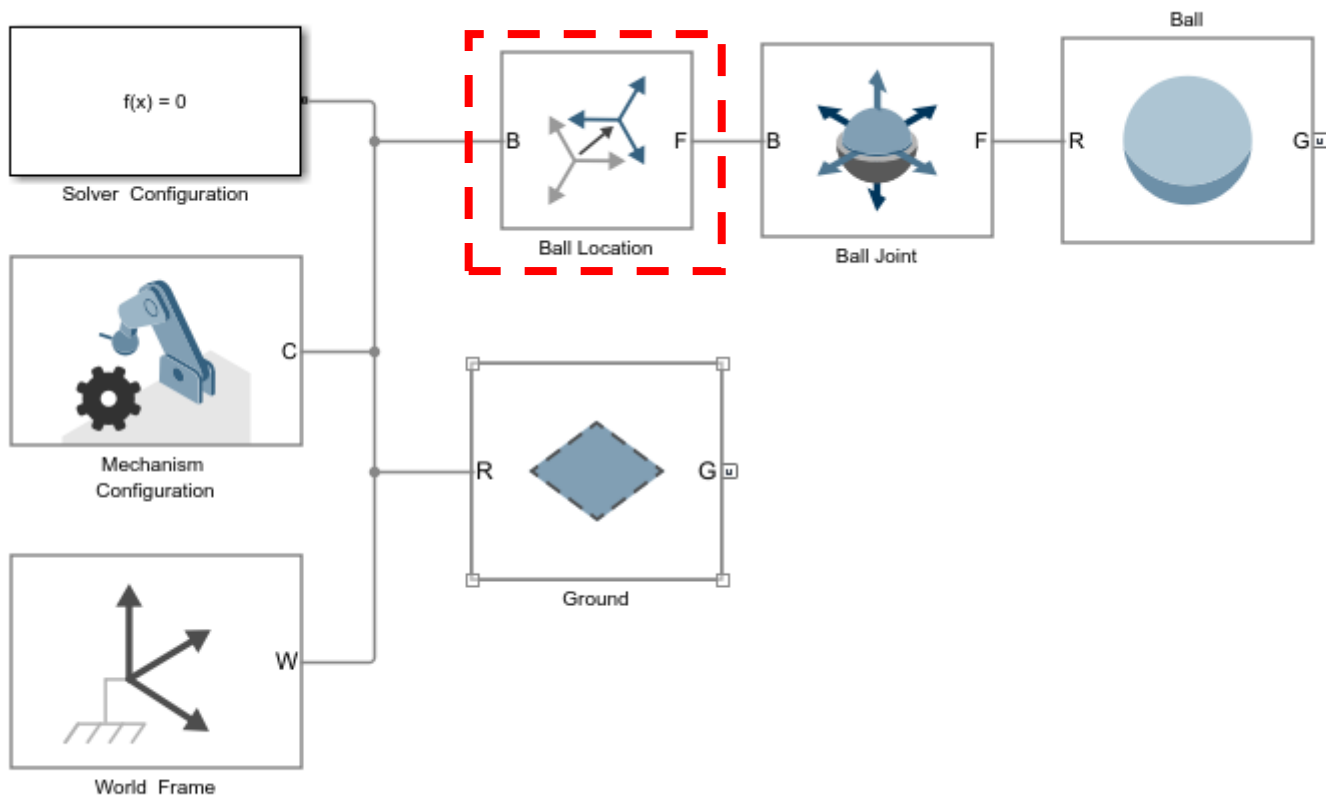 Ball
f(x) = 0
B
F
B
F
R
G
Solver Configuration
Ball Location
Ball Joint
C
R
G
Mechanism
Configuration
Ground
W
World Frame